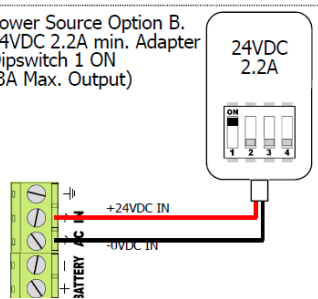 ower Source Option B.
4VDC 2.2A min. Adapter
ipswitch 1 ON
3A Max. Output)
24VDC
2.2A
ON
1 2 3 4
+24VDC IN
-0VDC IN
AC IN
- +
BATTERY